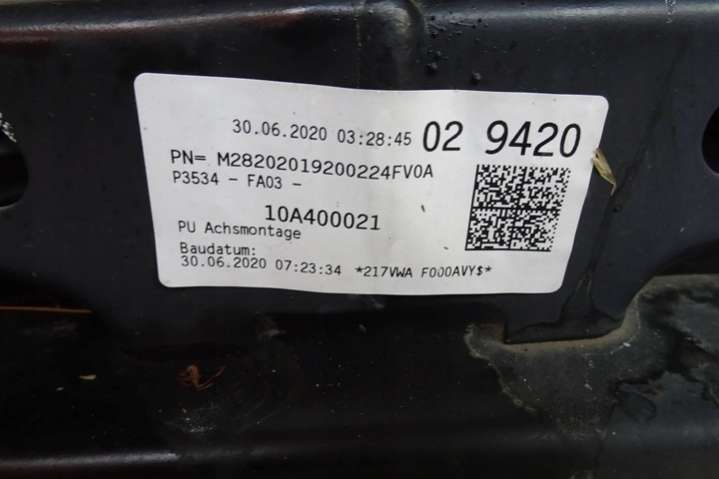 30.06.2020 03:28:45 02 9420
PN= M28202019200224FV0A
P3534 - FA03 -
10A400021
PU Achsmontage
Baudatum:
30.06.2020 07:23:34 *217VWA F000AVY$*